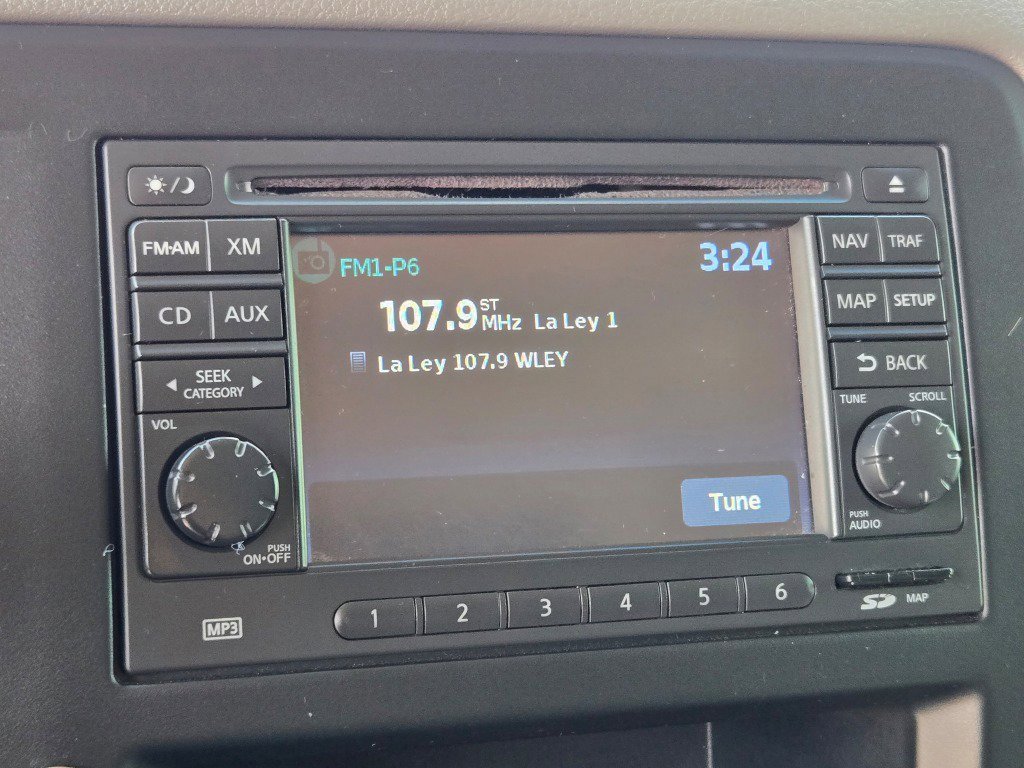 FM·AM XM
CD AUX
SEEK
CATEGORY
VOL
PUSH
ON·OFF
MP3
FM1-P6
3:24
107.9 ST MHz La Ley 1
La Ley 107.9 WLEY
Tune
NAV TRAF
MAP SETUP
BACK
TUNE SCROLL
PUSH
AUDIO
1 2 3 4 5 6
SD MAP